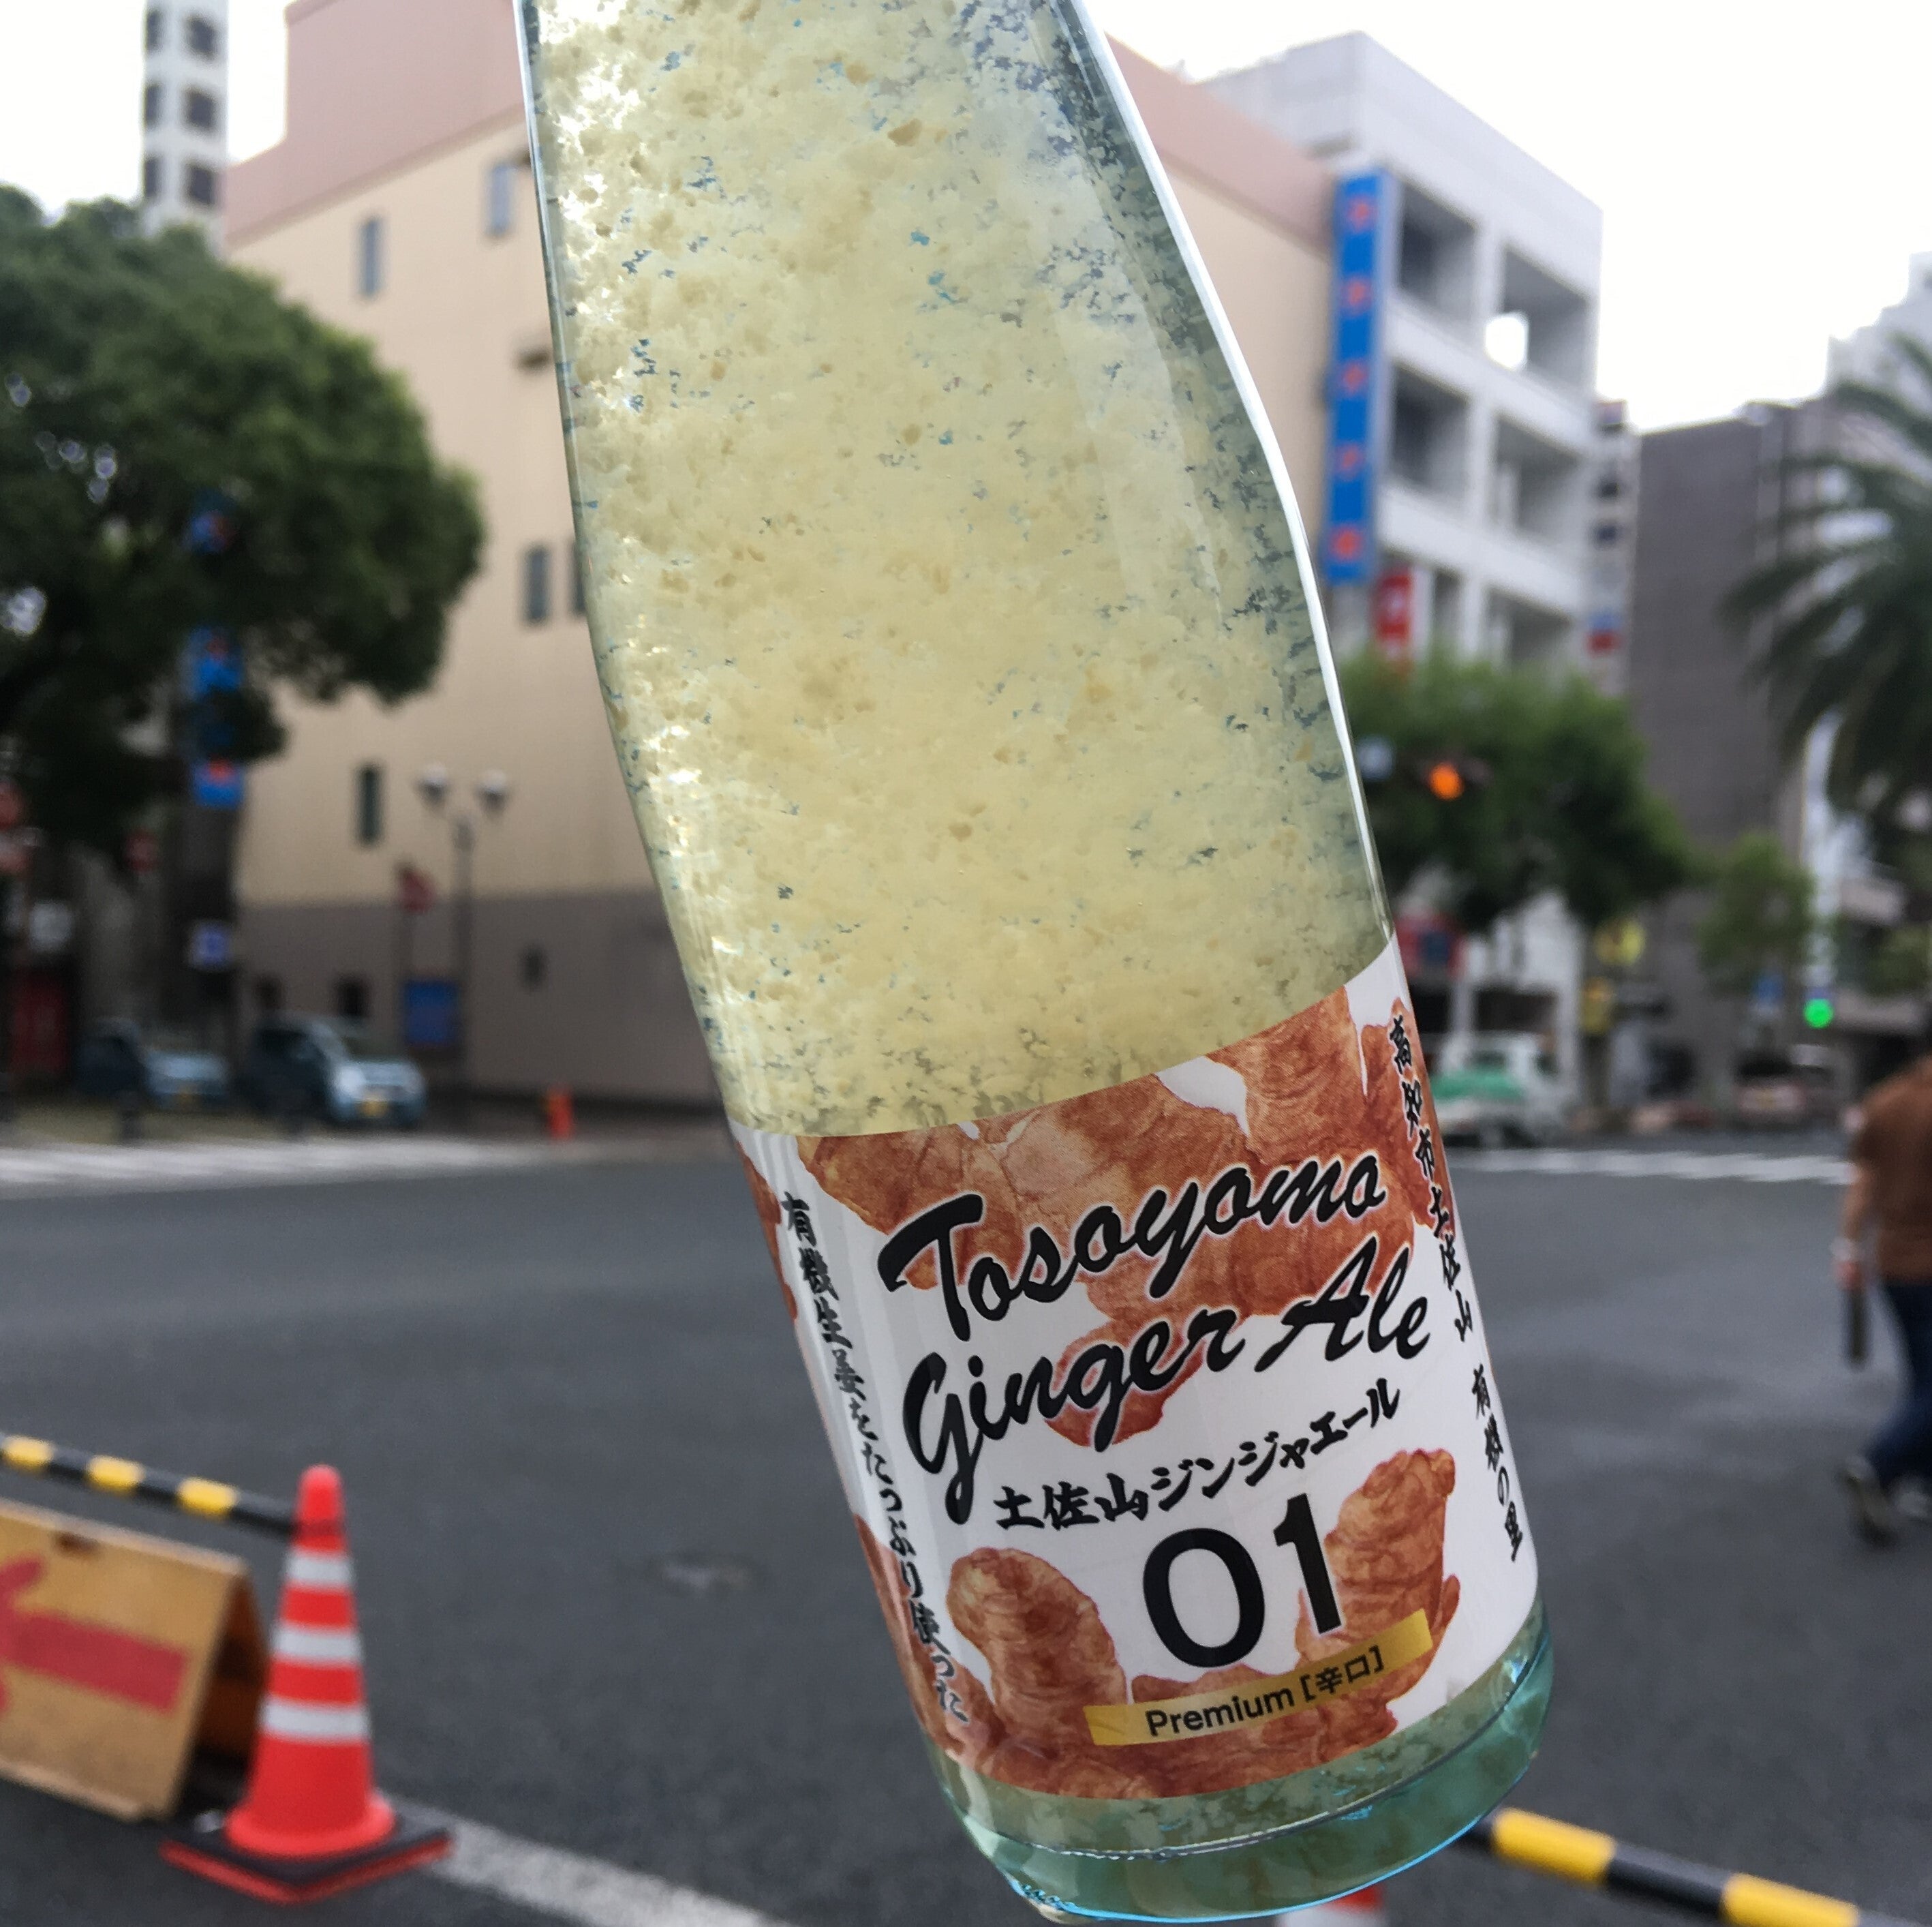 Tosayama
Ginger Ale
土佐山ジンジャエール
01
Premium [辛口]
有機生姜をたっぷり使った
高知市土佐山 有機の里